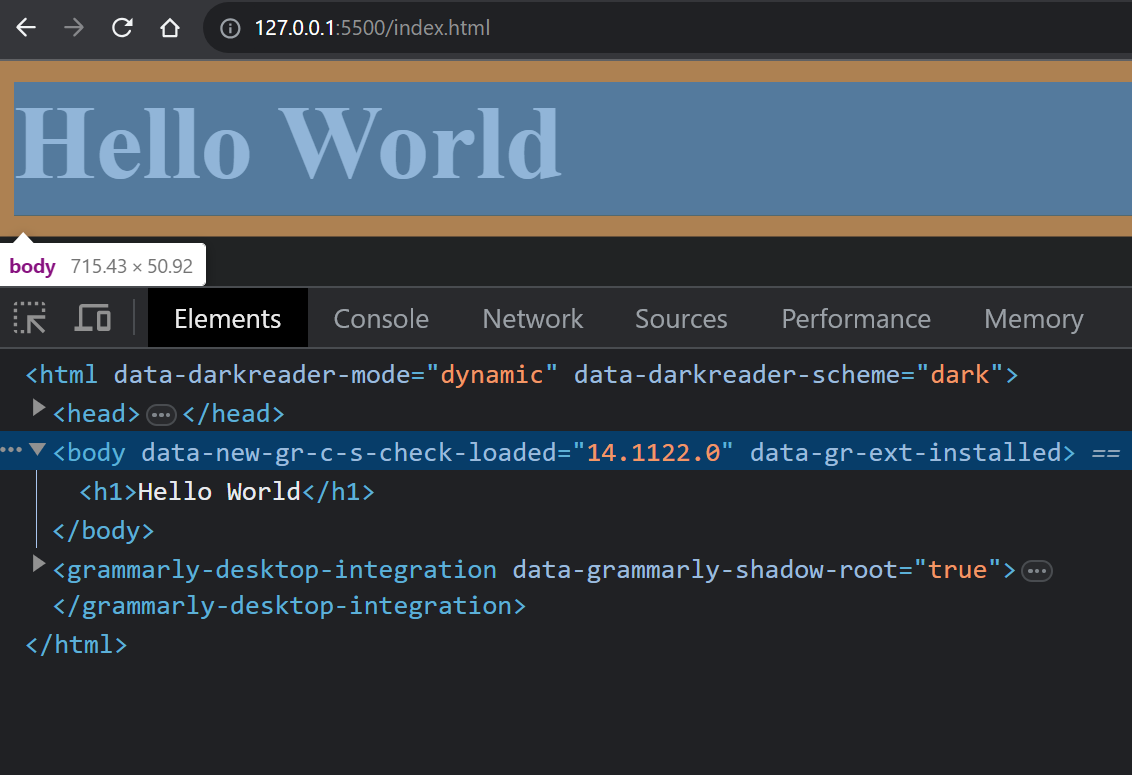 127.0.0.1:5500/index.html
Hello World
body 715.43 × 50.92
Elements Console Network Sources Performance Memory
<html data-darkreader-mode="dynamic" data-darkreader-scheme="dark">
<head>…</head>
<body data-new-gr-c-s-check-loaded="14.1122.0" data-gr-ext-installed> ==
<h1>Hello World</h1>
</body>
<grammarly-desktop-integration data-grammarly-shadow-root="true">…
</grammarly-desktop-integration>
</html>